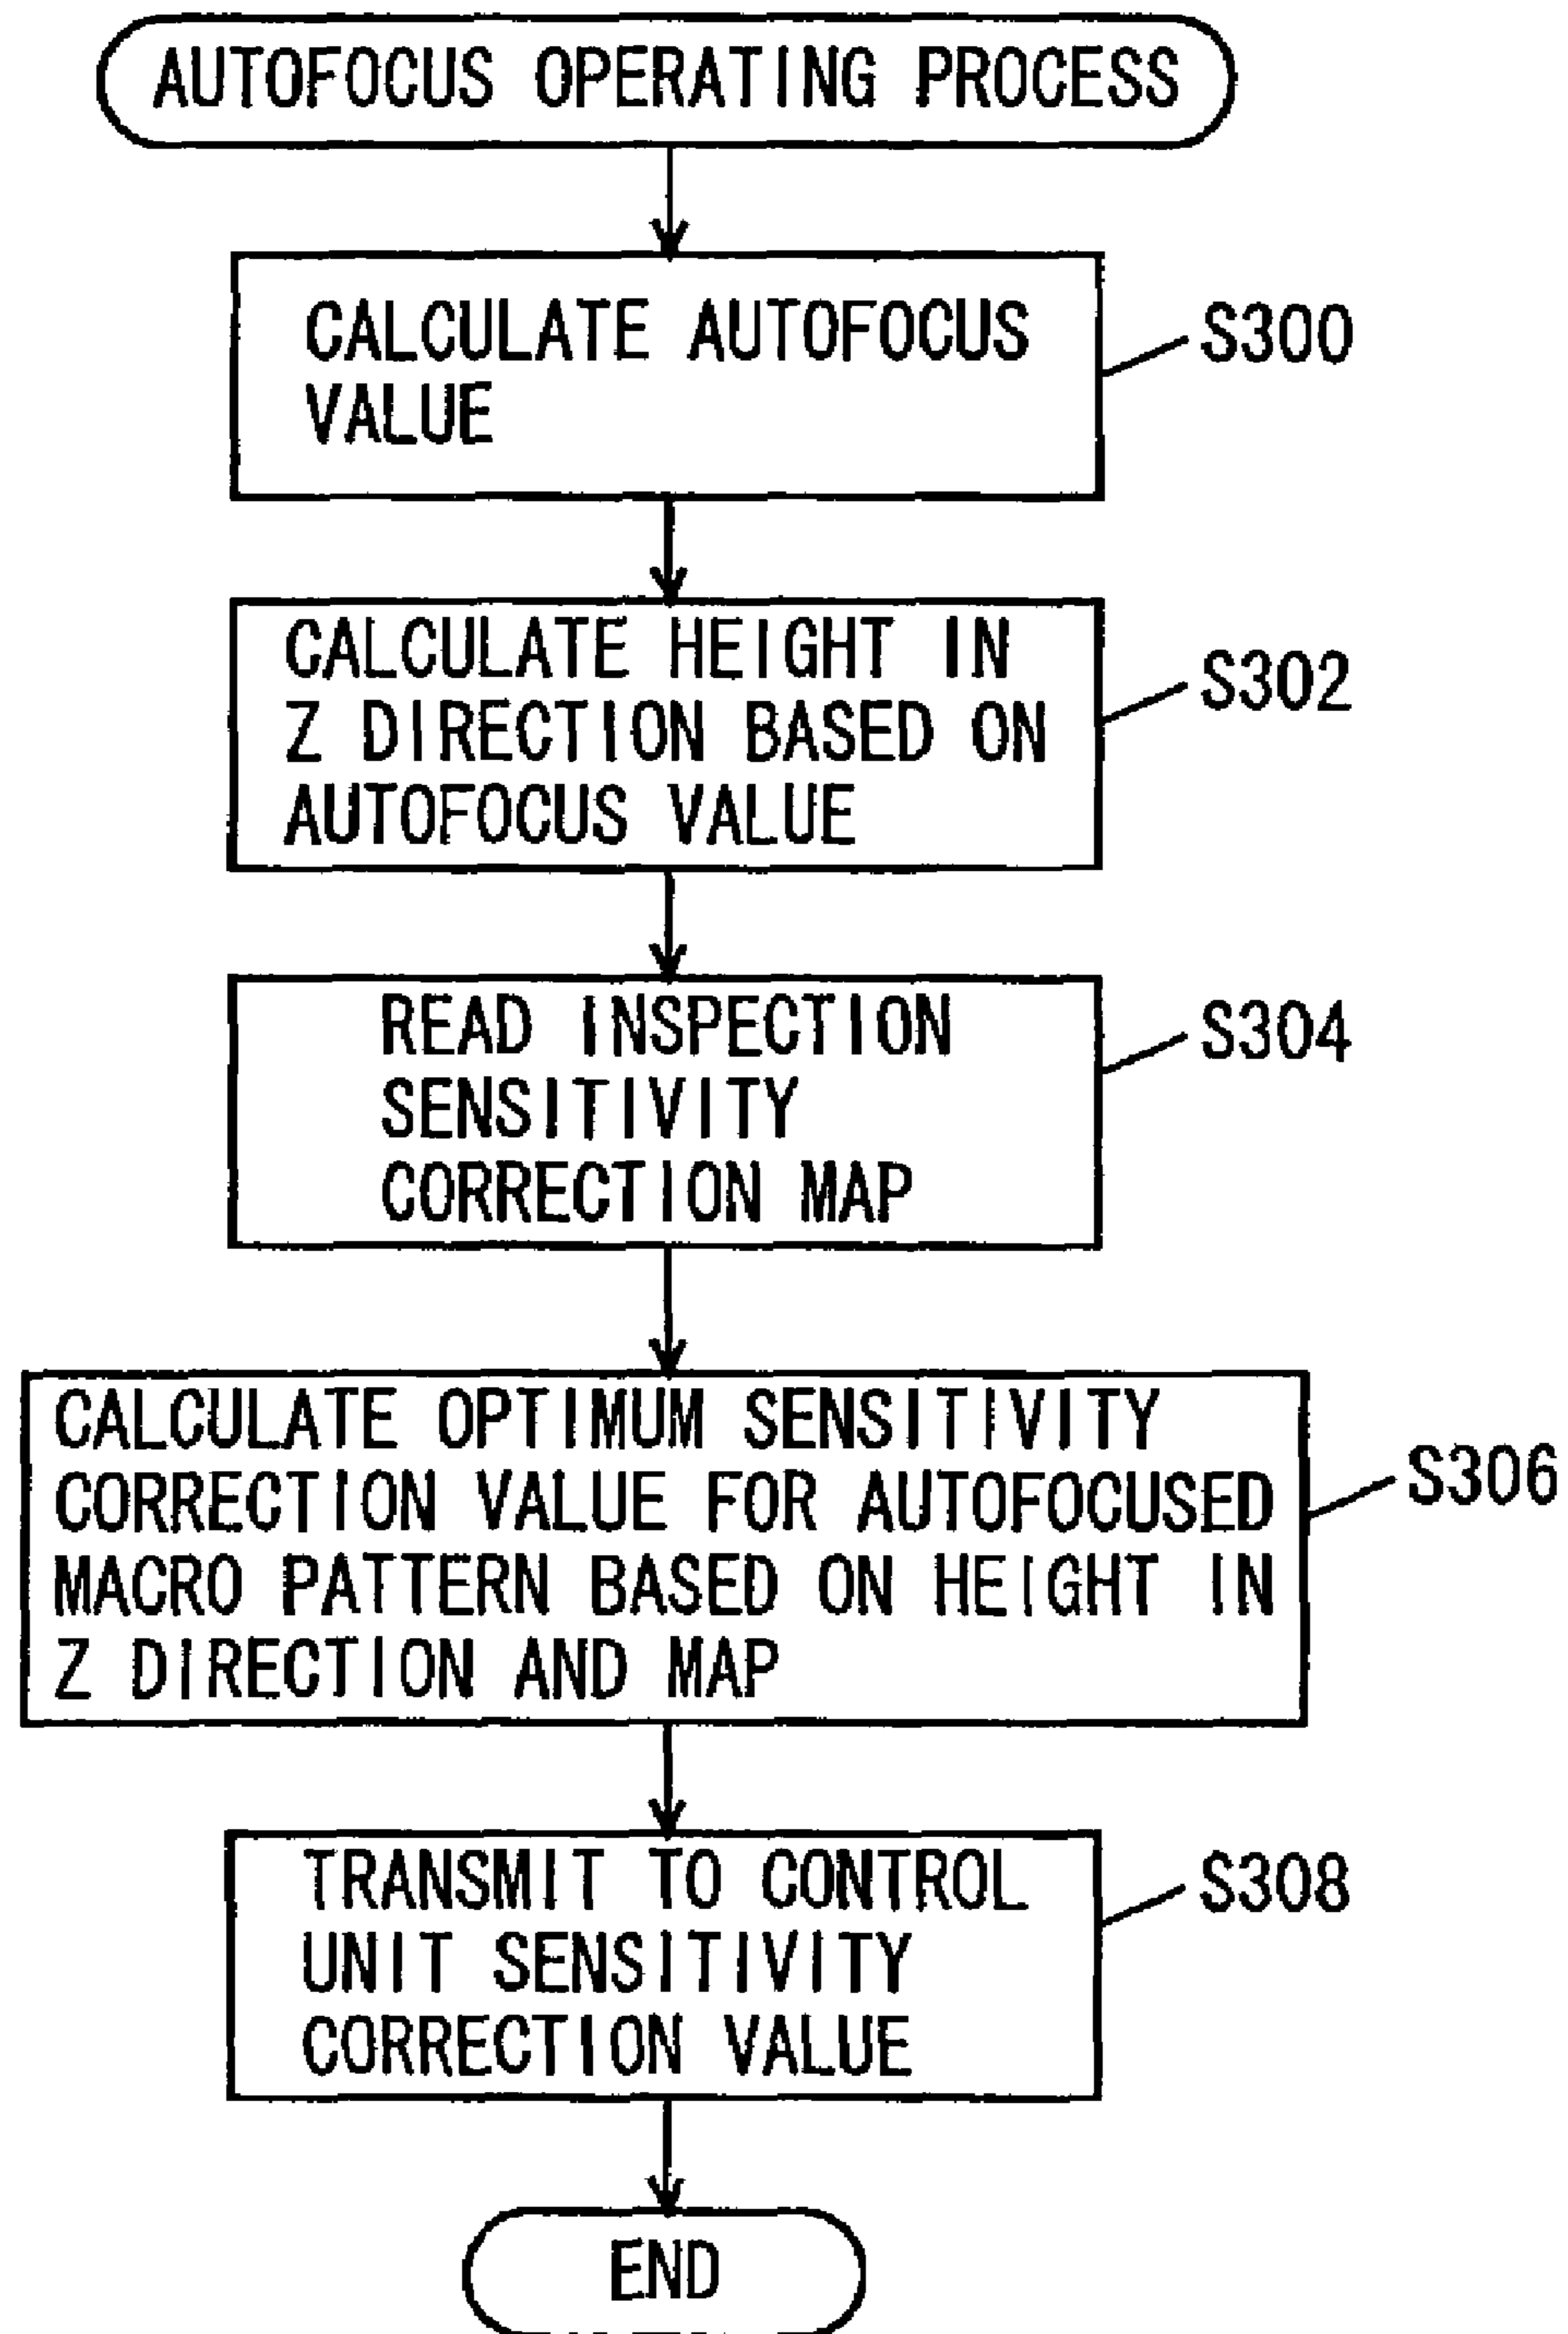 AUTOFOCUS OPERATING PROCESS
CALCULATE AUTOFOCUS
VALUE
S300
CALCULATE HEIGHT IN
Z DIRECTION BASED ON
AUTOFOCUS VALUE
S302
READ INSPECTION
SENSITIVITY
CORRECTION MAP
S304
CALCULATE OPTIMUM SENSITIVITY
CORRECTION VALUE FOR AUTOFOCUSED
MACRO PATTERN BASED ON HEIGHT IN
Z DIRECTION AND MAP
S306
TRANSMIT TO CONTROL
UNIT SENSITIVITY
CORRECTION VALUE
S308
END